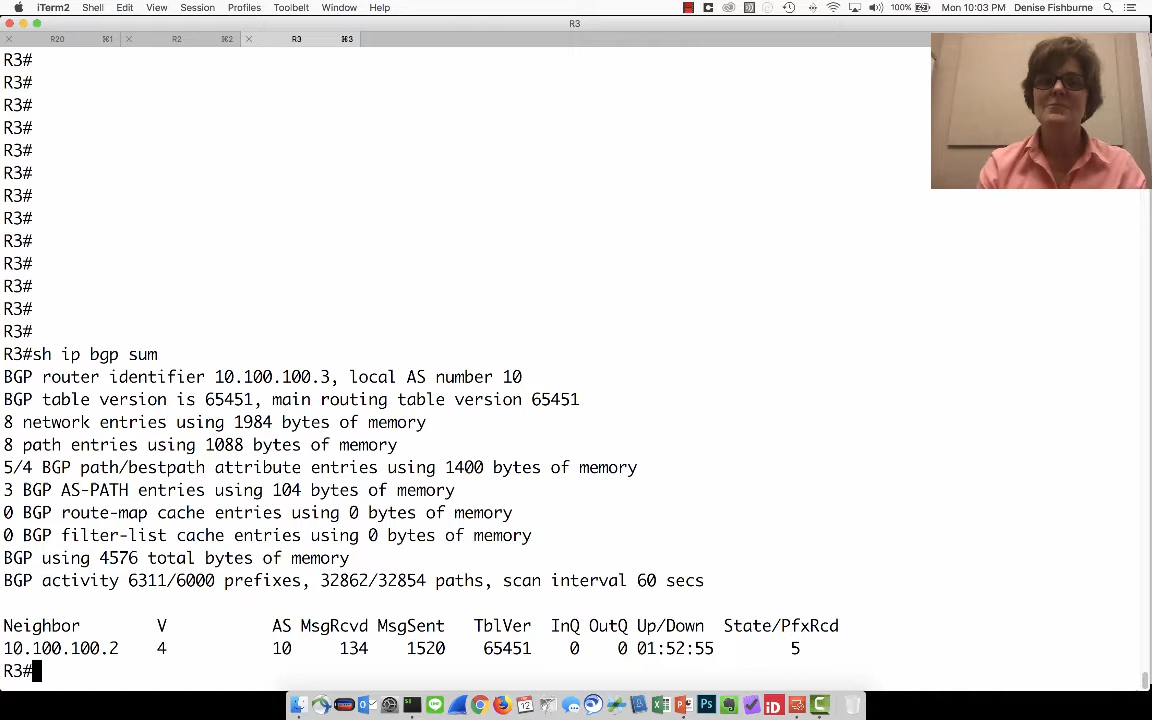 iTerm2 Shell Edit View Session Profiles Toolbelt Window Help 100% Mon 10:03 PM Denise Fishburne
R3
R20 ⌘1 R2 ⌘2 R3 ⌘3
R3#
R3#
R3#
R3#
R3#
R3#
R3#
R3#
R3#
R3#
R3#
R3#
R3#
R3#sh ip bgp sum
BGP router identifier 10.100.100.3, local AS number 10
BGP table version is 65451, main routing table version 65451
8 network entries using 1984 bytes of memory
8 path entries using 1088 bytes of memory
5/4 BGP path/bestpath attribute entries using 1400 bytes of memory
3 BGP AS-PATH entries using 104 bytes of memory
0 BGP route-map cache entries using 0 bytes of memory
0 BGP filter-list cache entries using 0 bytes of memory
BGP using 4576 total bytes of memory
BGP activity 6311/6000 prefixes, 32862/32854 paths, scan interval 60 secs
Neighbor V AS MsgRcvd MsgSent TblVer InQ OutQ Up/Down State/PfxRcd
10.100.100.2 4 10 134 1520 65451 0 0 01:52:55 5
R3#
12 Ps iD